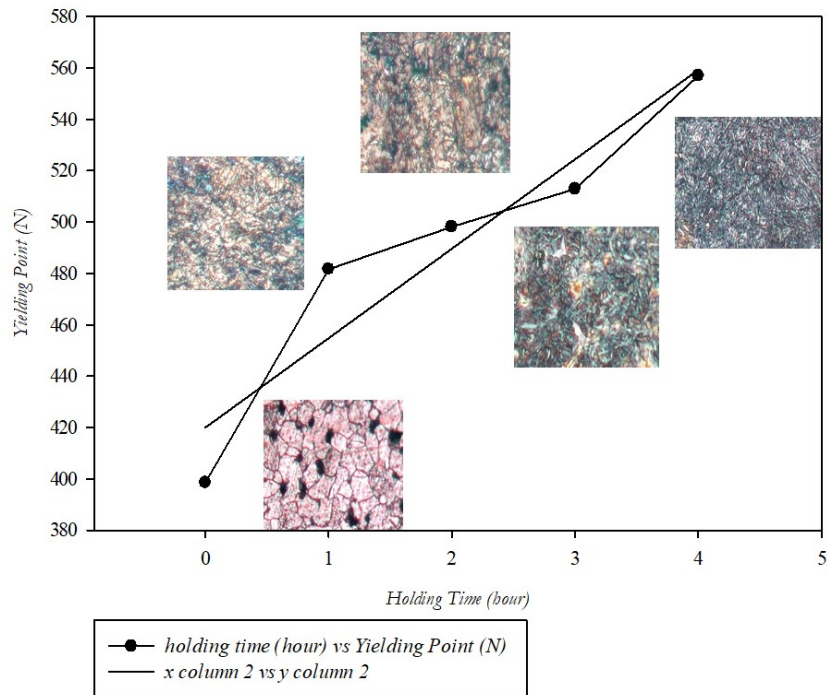 580
560
540
520
500
480
460
440
420
400
380
Yielding Point (N)
0 1 2 3 4 5
Holding Time (hour)
holding time (hour) vs Yielding Point (N)
x column 2 vs y column 2